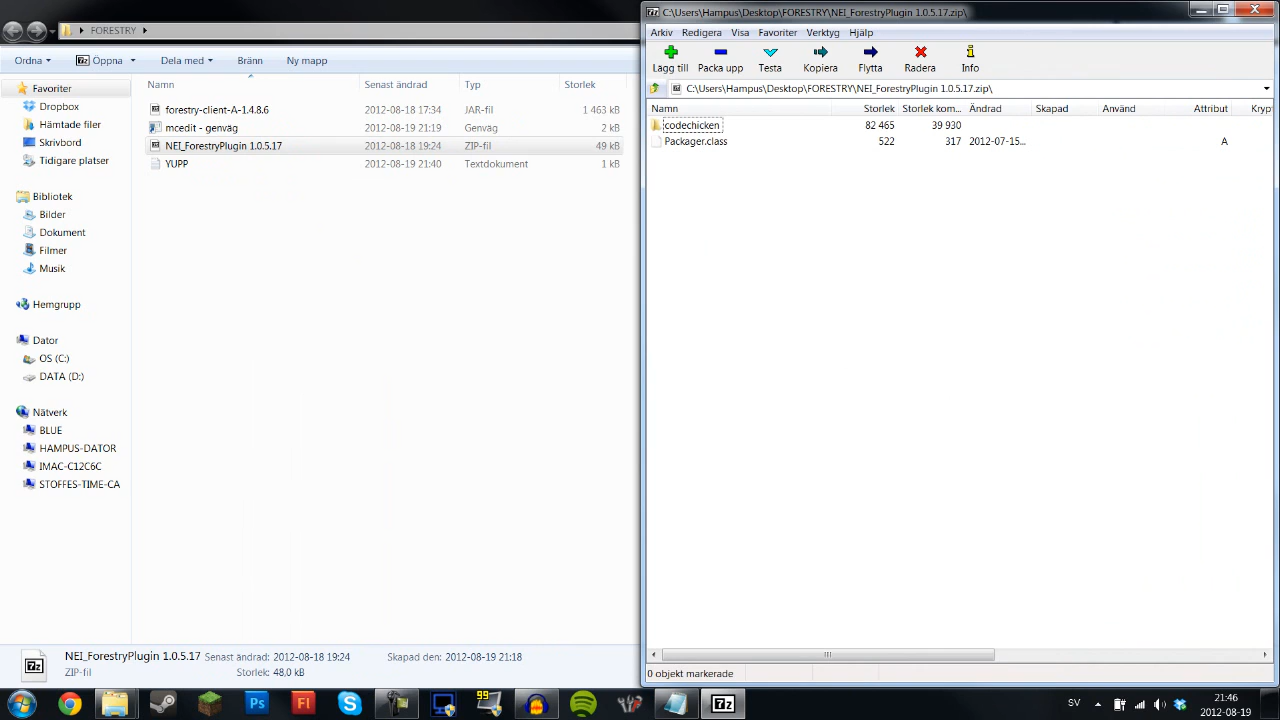 FORESTRY
Ordna
Öppna
Dela med
Bränn
Ny mapp
Favoriter
Dropbox
Hämtade filer
Skrivbord
Tidigare platser
Bibliotek
Bilder
Dokument
Filmer
Musik
Hemgrupp
Dator
OS (C:)
DATA (D:)
Nätverk
BLUE
HAMPUS-DATOR
IMAC-C12C6C
STOFFES-TIME-CA
Namn Senast ändrad Typ Storlek
forestry-client-A-1.4.8.6 2012-08-18 17:34 JAR-fil 1 463 kB
mcedit - genväg 2012-08-19 21:19 Genväg 2 kB
NEI_ForestryPlugin 1.0.5.17 2012-08-18 19:24 ZIP-fil 49 kB
YUPP 2012-08-19 21:40 Textdokument 1 kB
NEI_ForestryPlugin 1.0.5.17 Senast ändrad: 2012-08-18 19:24 Skapad den: 2012-08-19 21:18
ZIP-fil Storlek: 48,0 kB
C:\Users\Hampus\Desktop\FORESTRY\NEI_ForestryPlugin 1.0.5.17.zip\
Arkiv Redigera Visa Favoriter Verktyg Hjälp
Lägg till Packa upp Testa Kopiera Flytta Radera Info
C:\Users\Hampus\Desktop\FORESTRY\NEI_ForestryPlugin 1.0.5.17.zip\
Namn Storlek Storlek kom... Ändrad Skapad Använd Attribut Kryp
codechicken 82 465 39 930
Packager.class 522 317 2012-07-15... A
0 objekt markerade
7z
Ps
Fl
99
7z
SV
21:46
2012-08-19